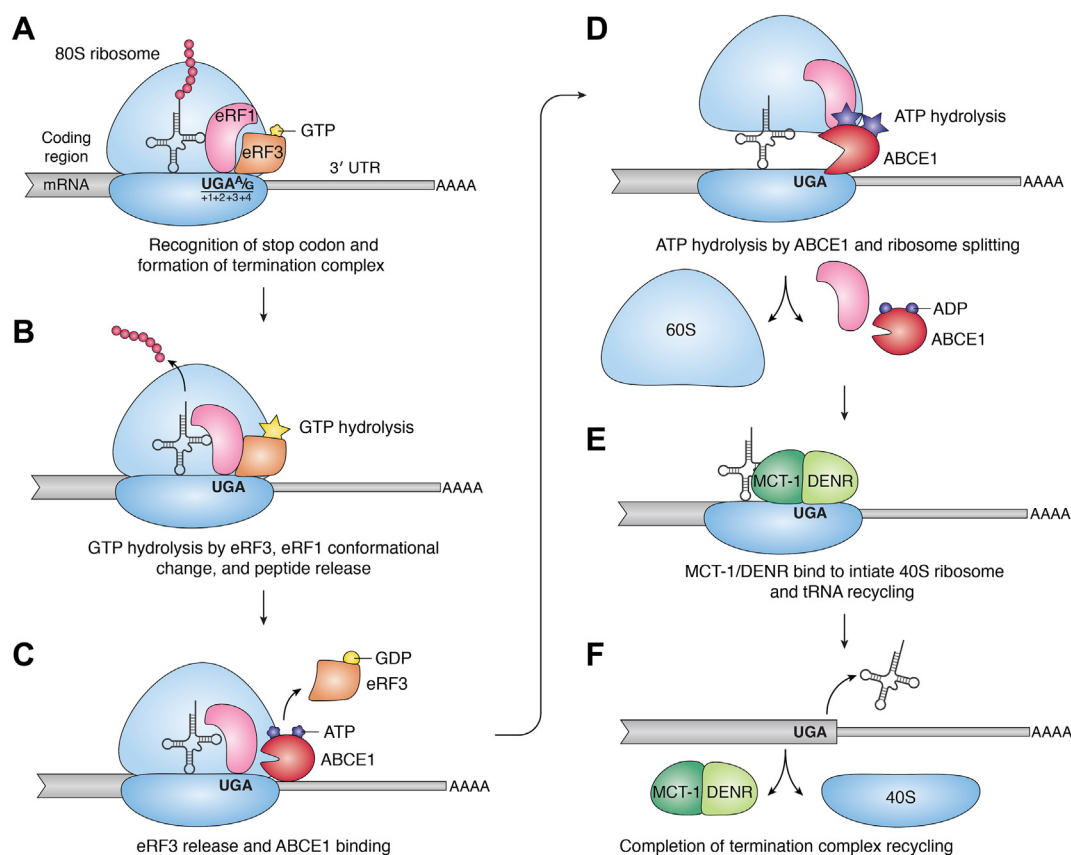 A
80S ribosome
eRF1
GTP
eRF3
Coding
region
3′ UTR
mRNA
UGAA/G
+1+2+3+4
AAAA
Recognition of stop codon and
formation of termination complex
B
GTP hydrolysis
UGA
AAAA
GTP hydrolysis by eRF3, eRF1 conformational
change, and peptide release
C
GDP
eRF3
ATP
ABCE1
UGA
AAAA
eRF3 release and ABCE1 binding
D
ATP hydrolysis
ABCE1
UGA
AAAA
ATP hydrolysis by ABCE1 and ribosome splitting
60S
ADP
ABCE1
E
MCT-1 DENR
UGA
AAAA
MCT-1/DENR bind to intiate 40S ribosome
and tRNA recycling
F
UGA
AAAA
MCT-1 DENR
40S
Completion of termination complex recycling